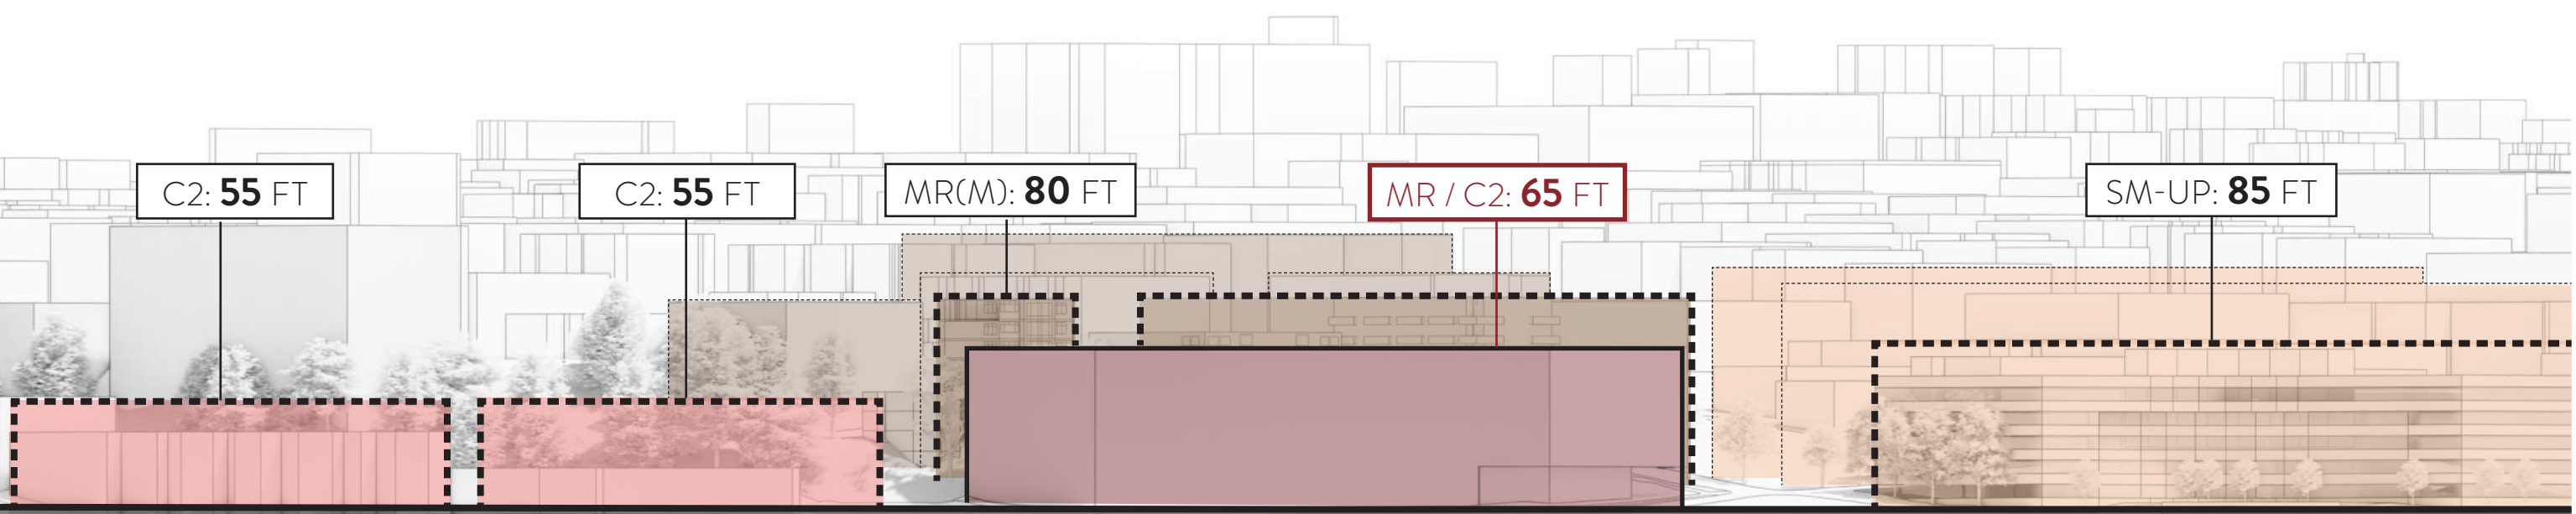 C2: 55 FT
C2: 55 FT
MR(M): 80 FT
MR / C2: 65 FT
SM-UP: 85 FT